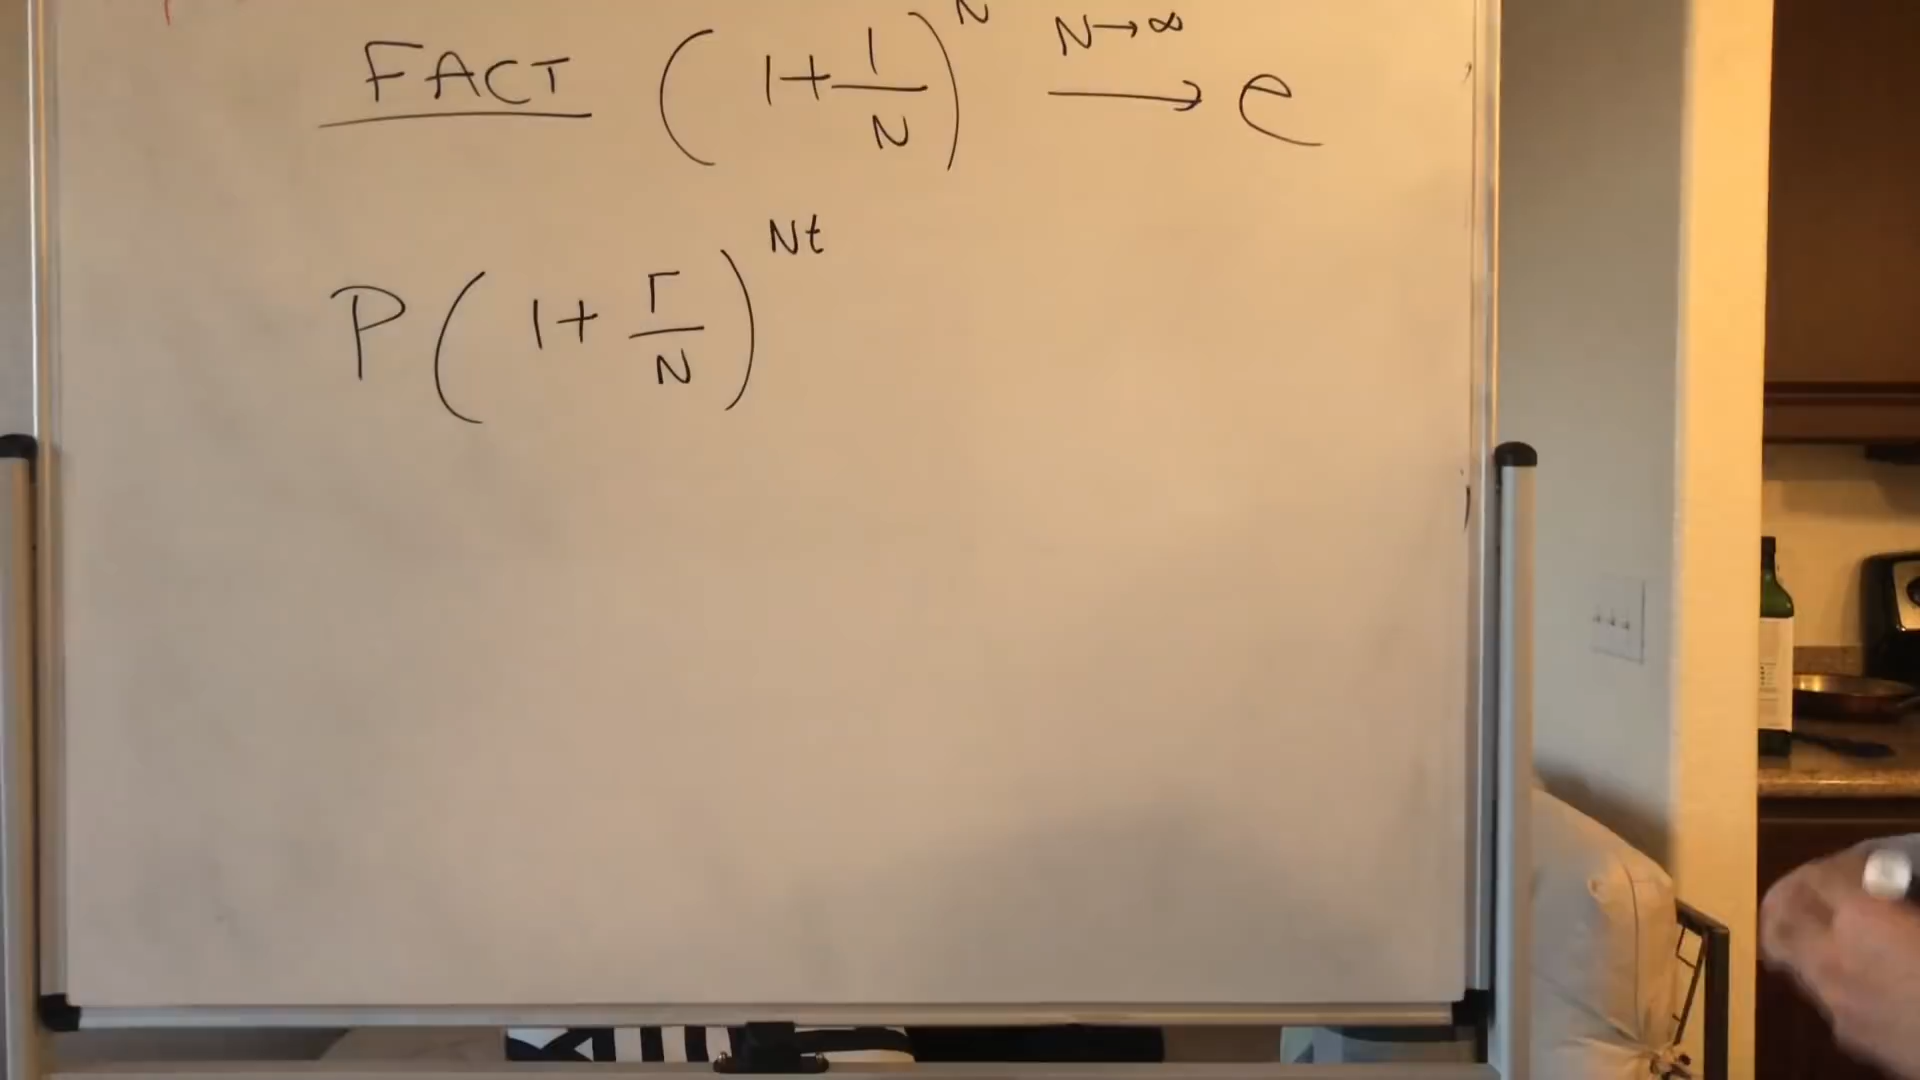 FACT (1+1/N)^N N→∞ ⟶ e
P(1+r/N)^Nt